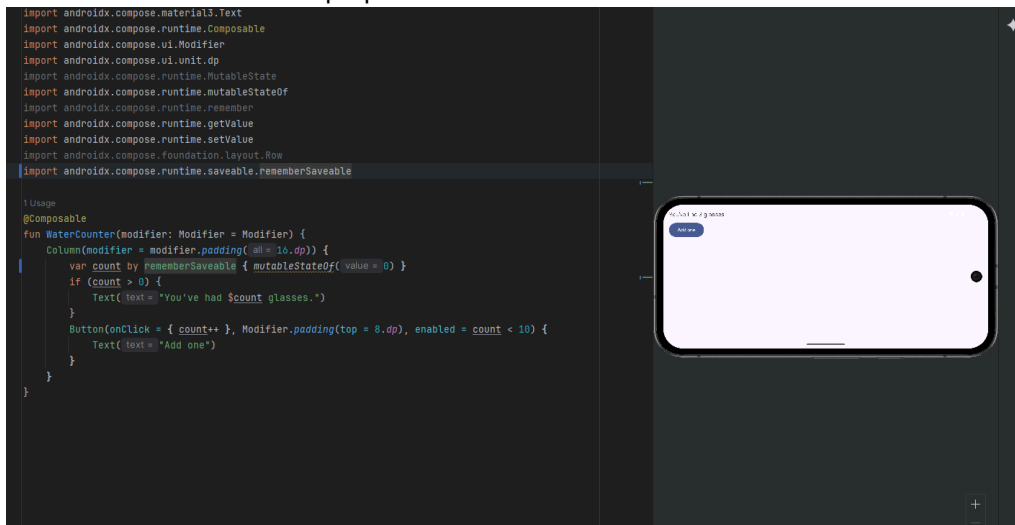 import androidx.compose.material3.Text
import androidx.compose.runtime.Composable
import androidx.compose.ui.Modifier
import androidx.compose.ui.unit.dp
import androidx.compose.runtime.MutableState
import androidx.compose.runtime.mutableStateOf
import androidx.compose.runtime.remember
import androidx.compose.runtime.getValue
import androidx.compose.runtime.setValue
import androidx.compose.foundation.layout.Row
import androidx.compose.runtime.saveable.rememberSaveable
1 Usage
@Composable
fun WaterCounter(modifier: Modifier = Modifier) {
Column(modifier = modifier.padding( all = 16.dp)) {
var count by rememberSaveable { mutableStateOf( value = 0) }
if (count > 0) {
Text( text = "You've had $count glasses.")
}
Button(onClick = { count++ }, Modifier.padding(top = 8.dp), enabled = count < 10) {
Text( text = "Add one")
}
}
}
glasses
Add one